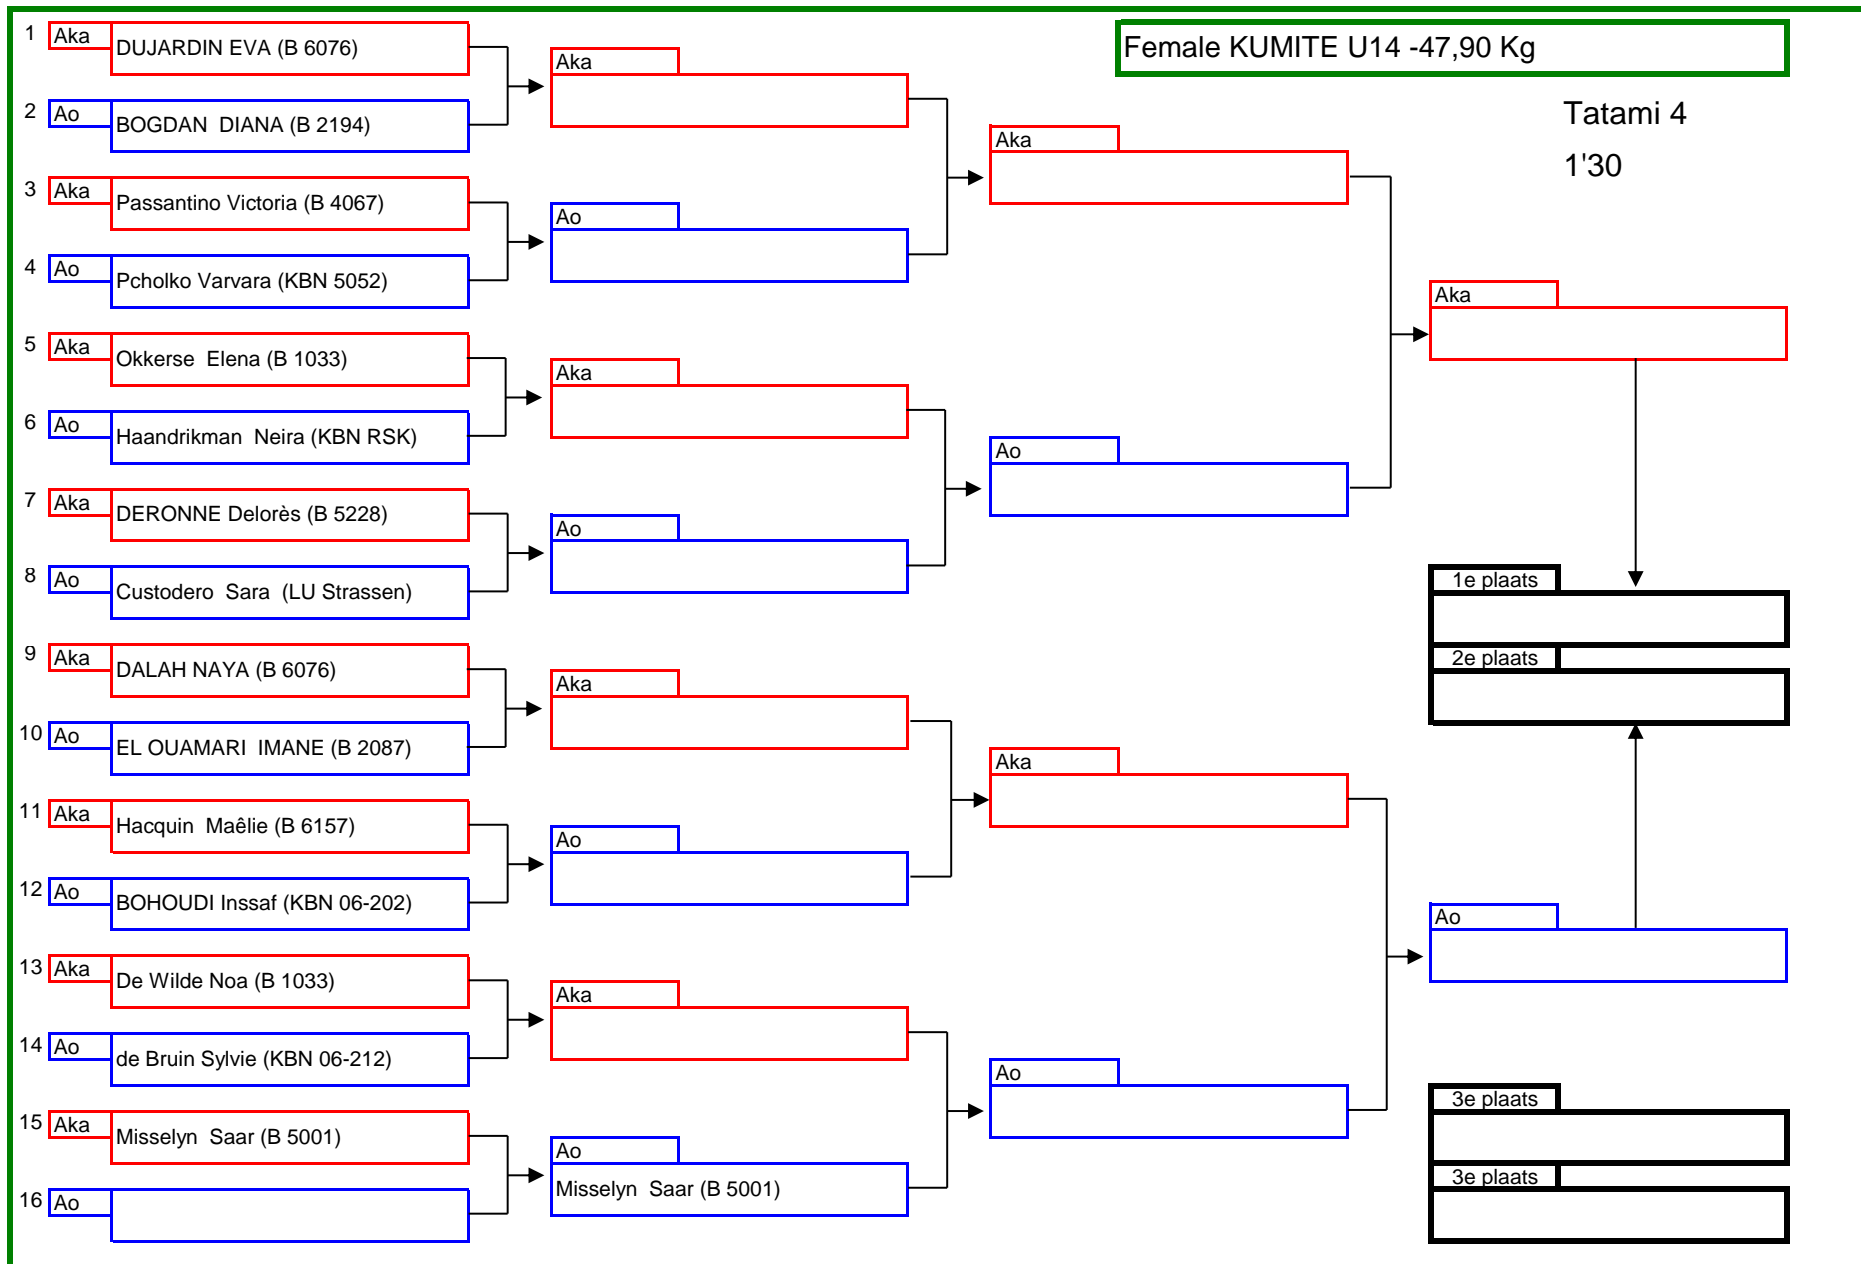 Female KUMITE U14 -47,90 Kg
Tatami 4
1'30
1 Aka DUJARDIN EVA (B 6076)
2 Ao BOGDAN  DIANA (B 2194)
3 Aka Passantino Victoria (B 4067)
4 Ao Pcholko Varvara (KBN 5052)
5 Aka Okkerse  Elena (B 1033)
6 Ao Haandrikman  Neira (KBN RSK)
7 Aka DERONNE Delorès (B 5228)
8 Ao Custodero  Sara  (LU Strassen)
9 Aka DALAH NAYA (B 6076)
10 Ao EL OUAMARI  IMANE (B 2087)
11 Aka Hacquin  Maêlie (B 6157)
12 Ao BOHOUDI Inssaf (KBN 06-202)
13 Aka De Wilde Noa (B 1033)
14 Ao de Bruin Sylvie (KBN 06-212)
15 Aka Misselyn  Saar (B 5001)
16 Ao
Aka
Ao
Aka
Ao
Aka
Ao
Aka
Ao
Misselyn  Saar (B 5001)
Aka
Ao
Aka
Ao
Aka
Ao
1e plaats
2e plaats
3e plaats
3e plaats